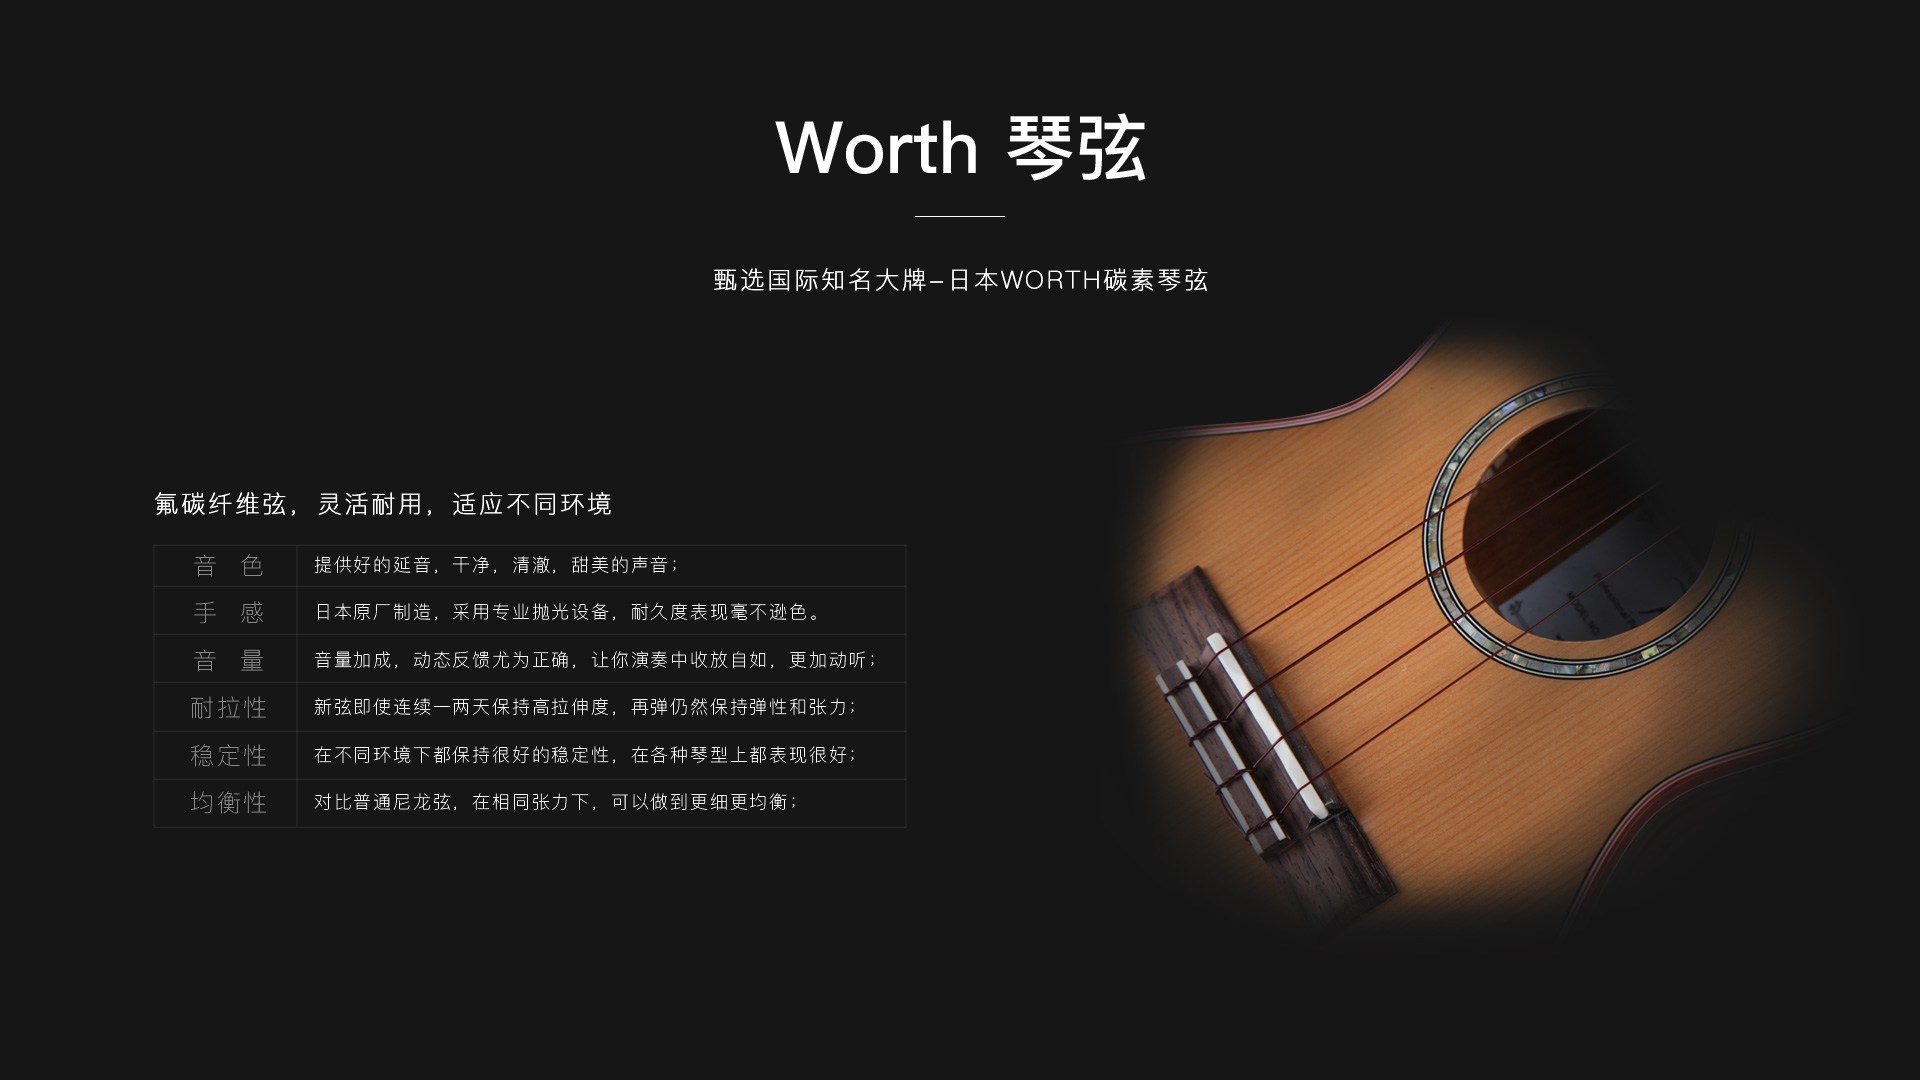 Worth 琴弦
甄选国际知名大牌–日本WORTH碳素琴弦
氟碳纤维弦，灵活耐用，适应不同环境
音 色 提供好的延音，干净，清澈，甜美的声音；
手 感 日本原厂制造，采用专业抛光设备，耐久度表现毫不逊色。
音 量 音量加成，动态反馈尤为正确，让你演奏中收放自如，更加动听；
耐拉性 新弦即使连续一两天保持高拉伸度，再弹仍然保持弹性和张力；
稳定性 在不同环境下都保持很好的稳定性，在各种琴型上都表现很好；
均衡性 对比普通尼龙弦，在相同张力下，可以做到更细更均衡；